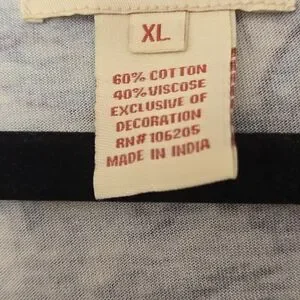 XL
60% COTTON
40% VISCOSE
EXCLUSIVE OF
DECORATION
RN# 106205
MADE IN INDIA